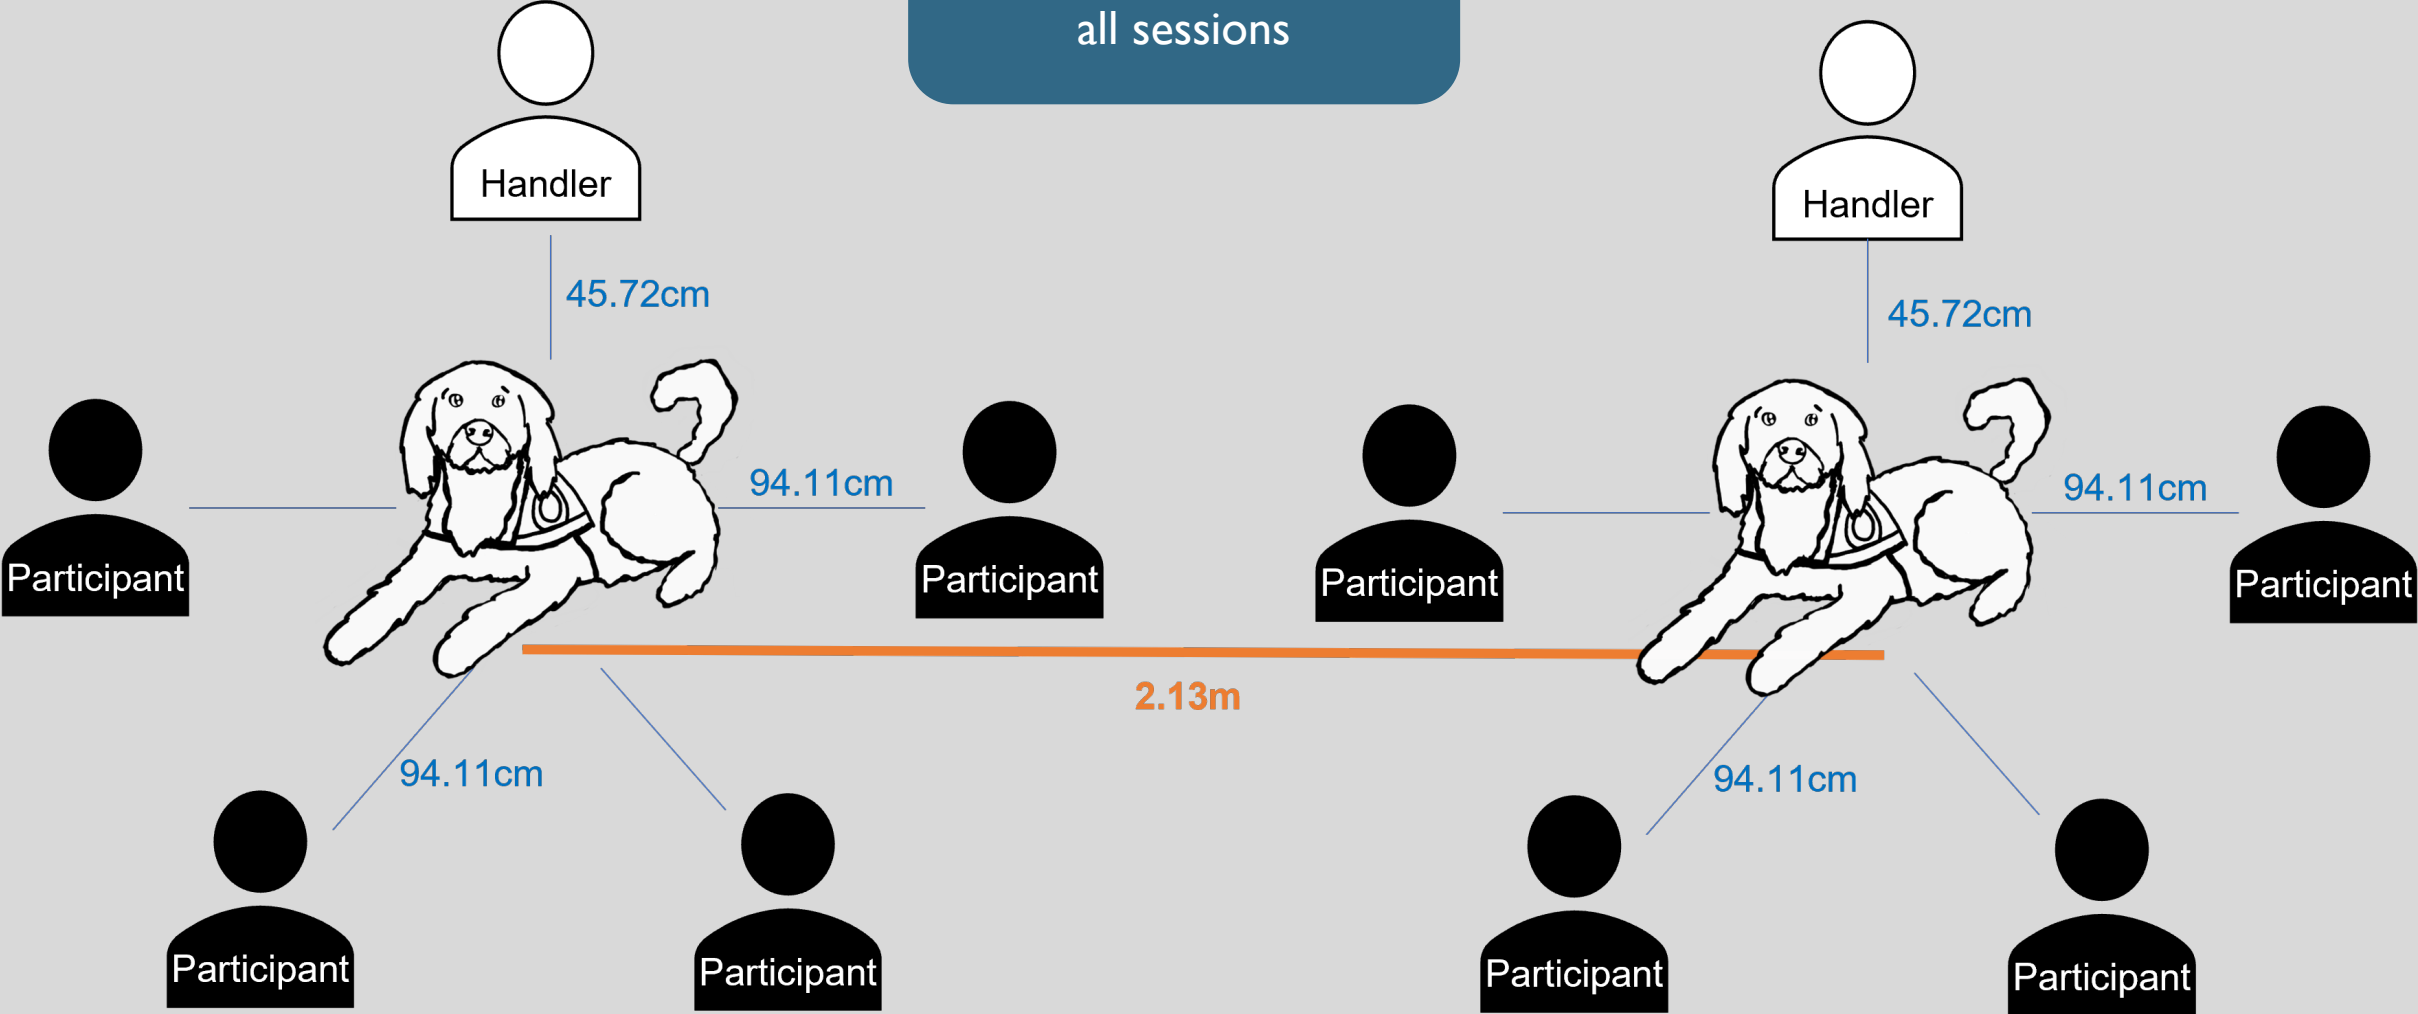 all sessions
Handler
Handler
45.72cm
45.72cm
94.11cm
94.11cm
Participant
Participant
Participant
Participant
2.13m
94.11cm
94.11cm
Participant
Participant
Participant
Participant